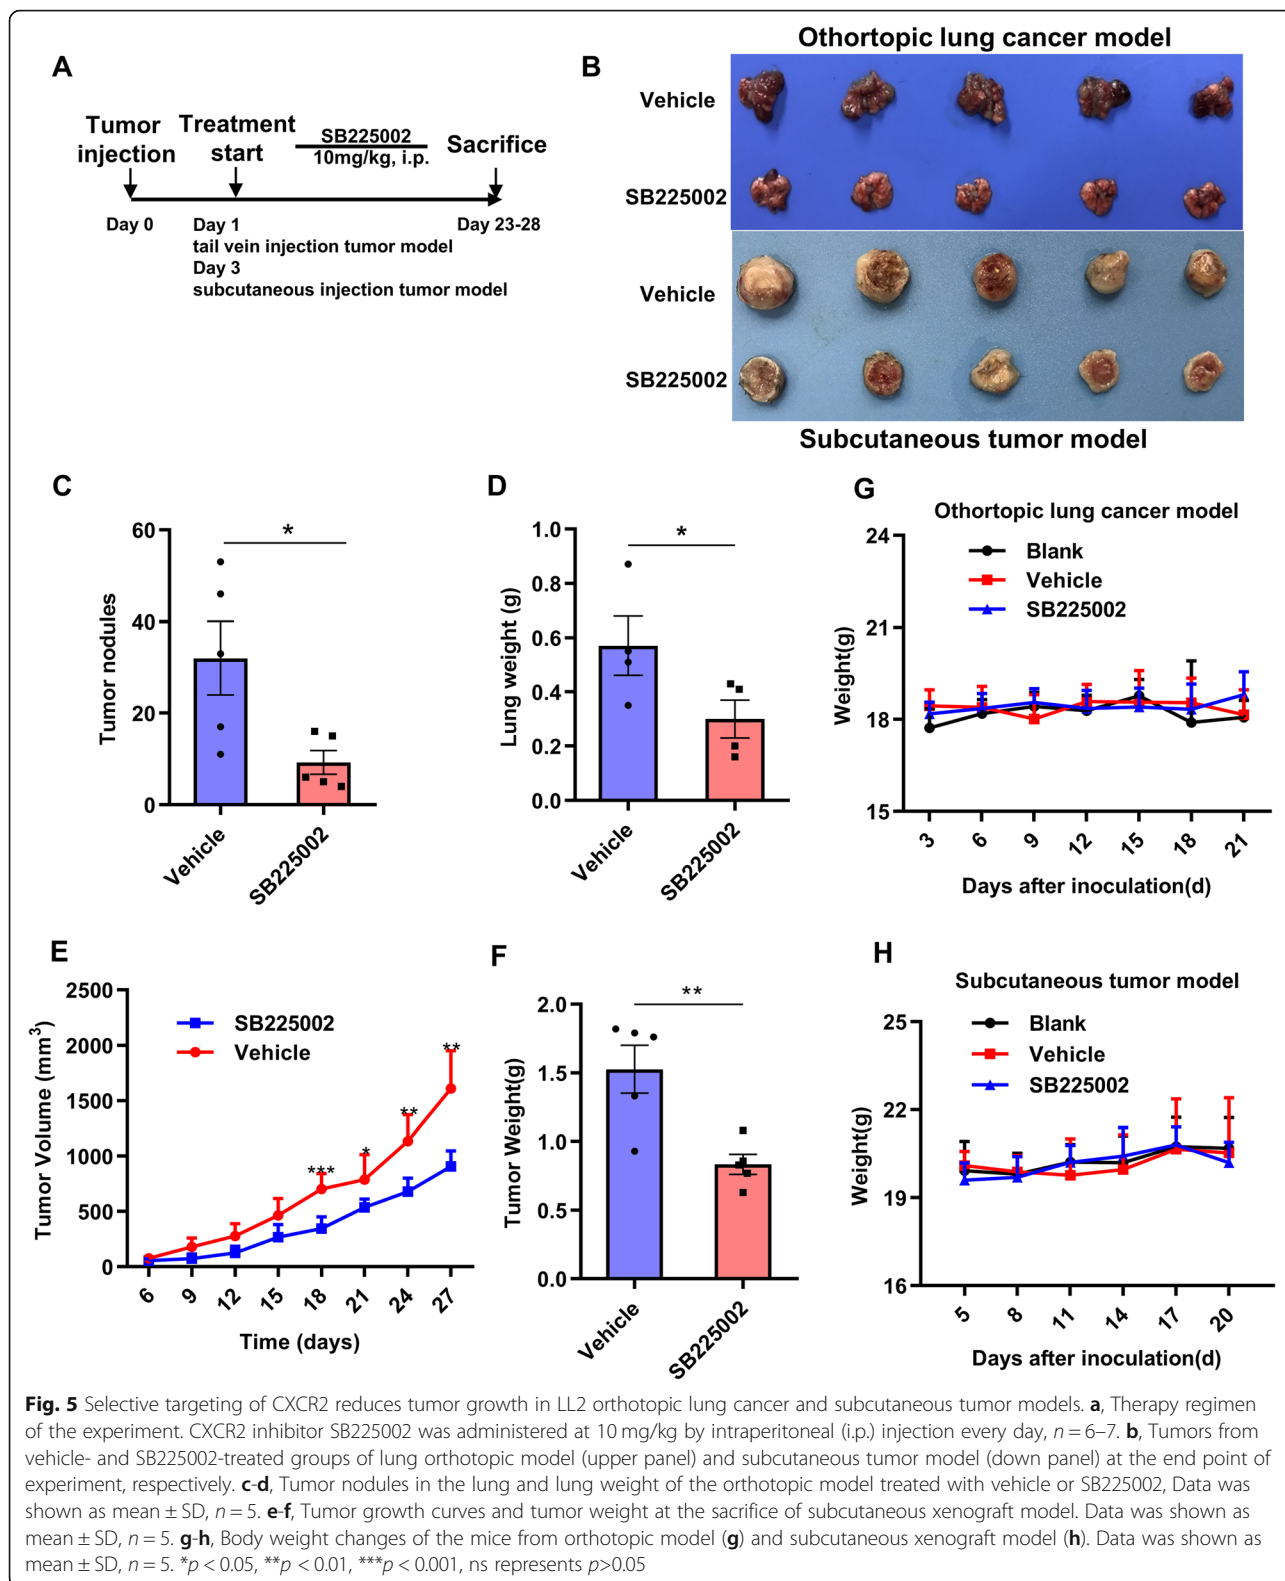 A
Tumor injection
Treatment start
SB225002
10mg/kg, i.p.
Sacrifice
Day 0
Day 1
tail vein injection tumor model
Day 3
subcutaneous injection tumor model
Day 23-28
B
Othortopic lung cancer model
Vehicle
SB225002
Vehicle
SB225002
Subcutaneous tumor model
C
Tumor nodules
60
40
20
0
*
Vehicle
SB225002
D
Lung weight (g)
1.0
0.8
0.6
0.4
0.2
0.0
*
Vehicle
SB225002
G
Othortopic lung cancer model
Blank
Vehicle
SB225002
Weight(g)
24
21
18
15
3 6 9 12 15 18 21
Days after inoculation(d)
E
Tumor Volume (mm³)
2500
2000
1500
1000
500
0
SB225002
Vehicle
*** * ** **
6 9 12 15 18 21 24 27
Time (days)
F
Tumor Weight(g)
2.0
1.5
1.0
0.5
0.0
**
Vehicle
SB225002
H
Subcutaneous tumor model
Blank
Vehicle
SB225002
Weight(g)
25
22
19
16
5 8 11 14 17 20
Days after inoculation(d)
Fig. 5 Selective targeting of CXCR2 reduces tumor growth in LL2 orthotopic lung cancer and subcutaneous tumor models. a, Therapy regimen
of the experiment. CXCR2 inhibitor SB225002 was administered at 10 mg/kg by intraperitoneal (i.p.) injection every day, n = 6–7. b, Tumors from
vehicle- and SB225002-treated groups of lung orthotopic model (upper panel) and subcutaneous tumor model (down panel) at the end point of
experiment, respectively. c-d, Tumor nodules in the lung and lung weight of the orthotopic model treated with vehicle or SB225002, Data was
shown as mean ± SD, n = 5. e-f, Tumor growth curves and tumor weight at the sacrifice of subcutaneous xenograft model. Data was shown as
mean ± SD, n = 5. g-h, Body weight changes of the mice from orthotopic model (g) and subcutaneous xenograft model (h). Data was shown as
mean ± SD, n = 5. *p < 0.05, **p < 0.01, ***p < 0.001, ns represents p>0.05